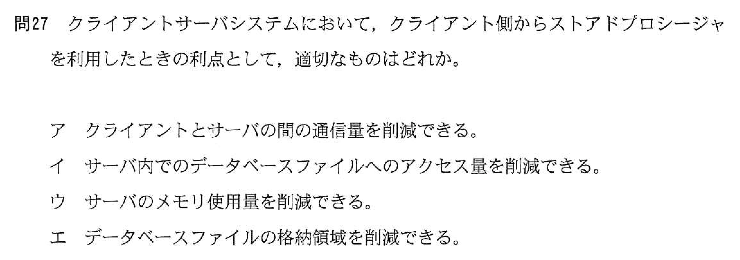 問27 クライアントサーバシステムにおいて，クライアント側からストアドプロシージャ
を利用したときの利点として，適切なものはどれか。
ア クライアントとサーバの間の通信量を削減できる。
イ サーバ内でのデータベースファイルへのアクセス量を削減できる。
ウ サーバのメモリ使用量を削減できる。
エ データベースファイルの格納領域を削減できる。